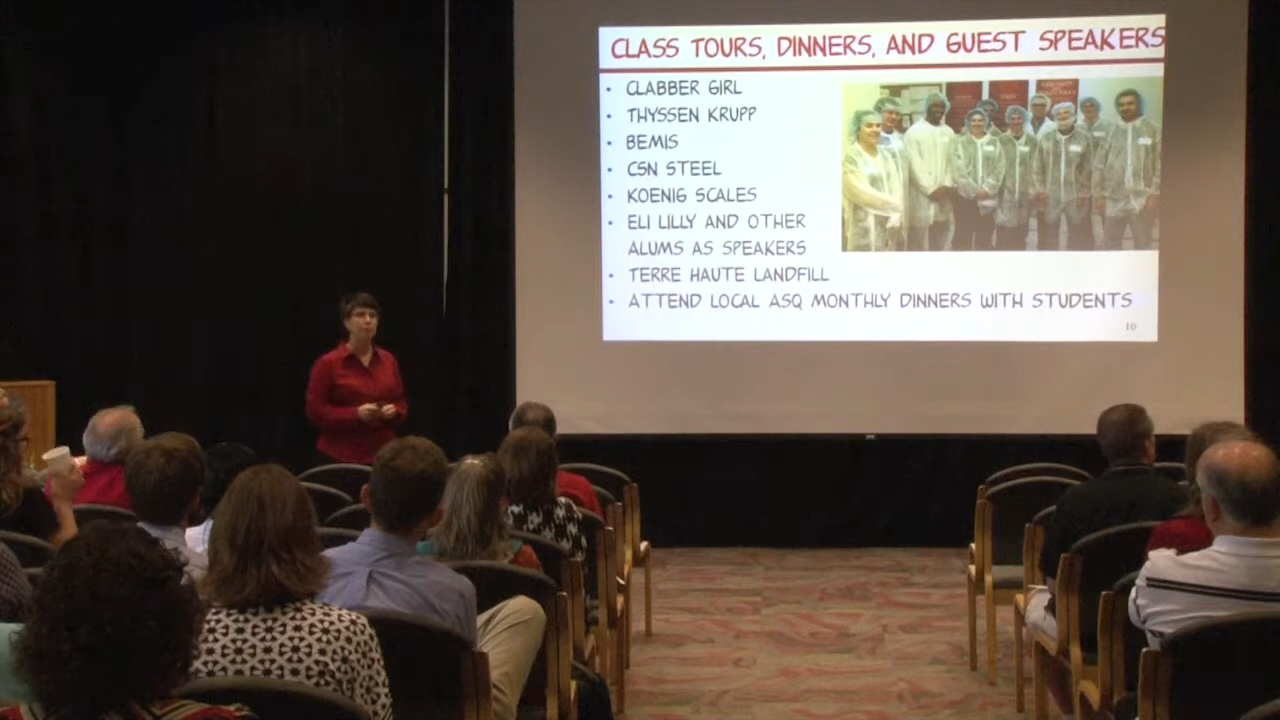 CLASS TOURS, DINNERS, AND GUEST SPEAKERS
• CLABBER GIRL
• THYSSEN KRUPP
• BEMIS
• CSN STEEL
• KOENIG SCALES
• ELI LILLY AND OTHER
ALUMS AS SPEAKERS
• TERRE HAUTE LANDFILL
• ATTEND LOCAL ASQ MONTHLY DINNERS WITH STUDENTS
10